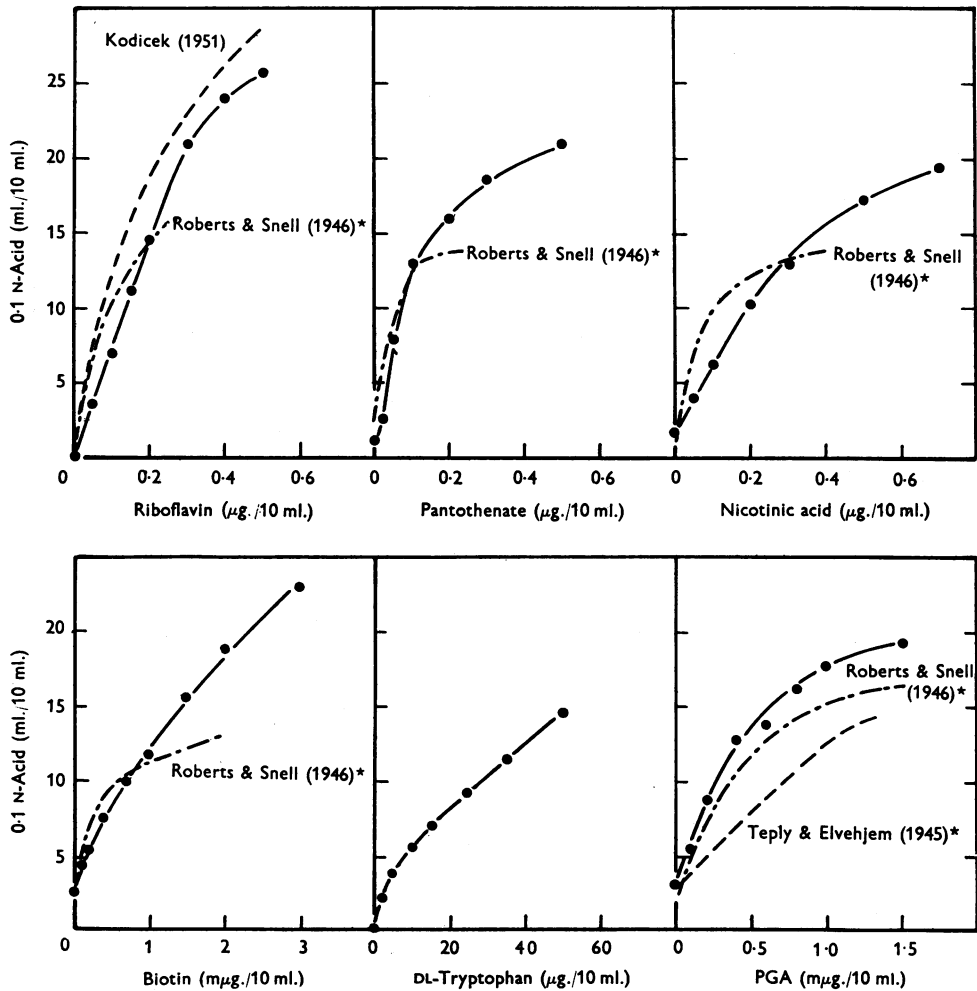 Kodicek (1951)
25
20
15
10
5
0·1 N-Acid (ml./10 ml.)
Roberts & Snell (1946)*
Roberts & Snell (1946)*
Roberts & Snell
(1946)*
0 0·2 0·4 0·6
0 0·2 0·4 0·6
0 0·2 0·4 0·6
Riboflavin (μg./10 ml.)
Pantothenate (μg./10 ml.)
Nicotinic acid (μg./10 ml.)
20
15
10
5
0·1 N-Acid (ml./10 ml.)
Roberts & Snell (1946)*
Roberts & Snell
(1946)*
Teply & Elvehjem (1945)*
0 1 2 3
0 20 40 60
0 0·5 1·0 1·5
Biotin (mμg./10 ml.)
DL-Tryptophan (μg./10 ml.)
PGA (mμg./10 ml.)